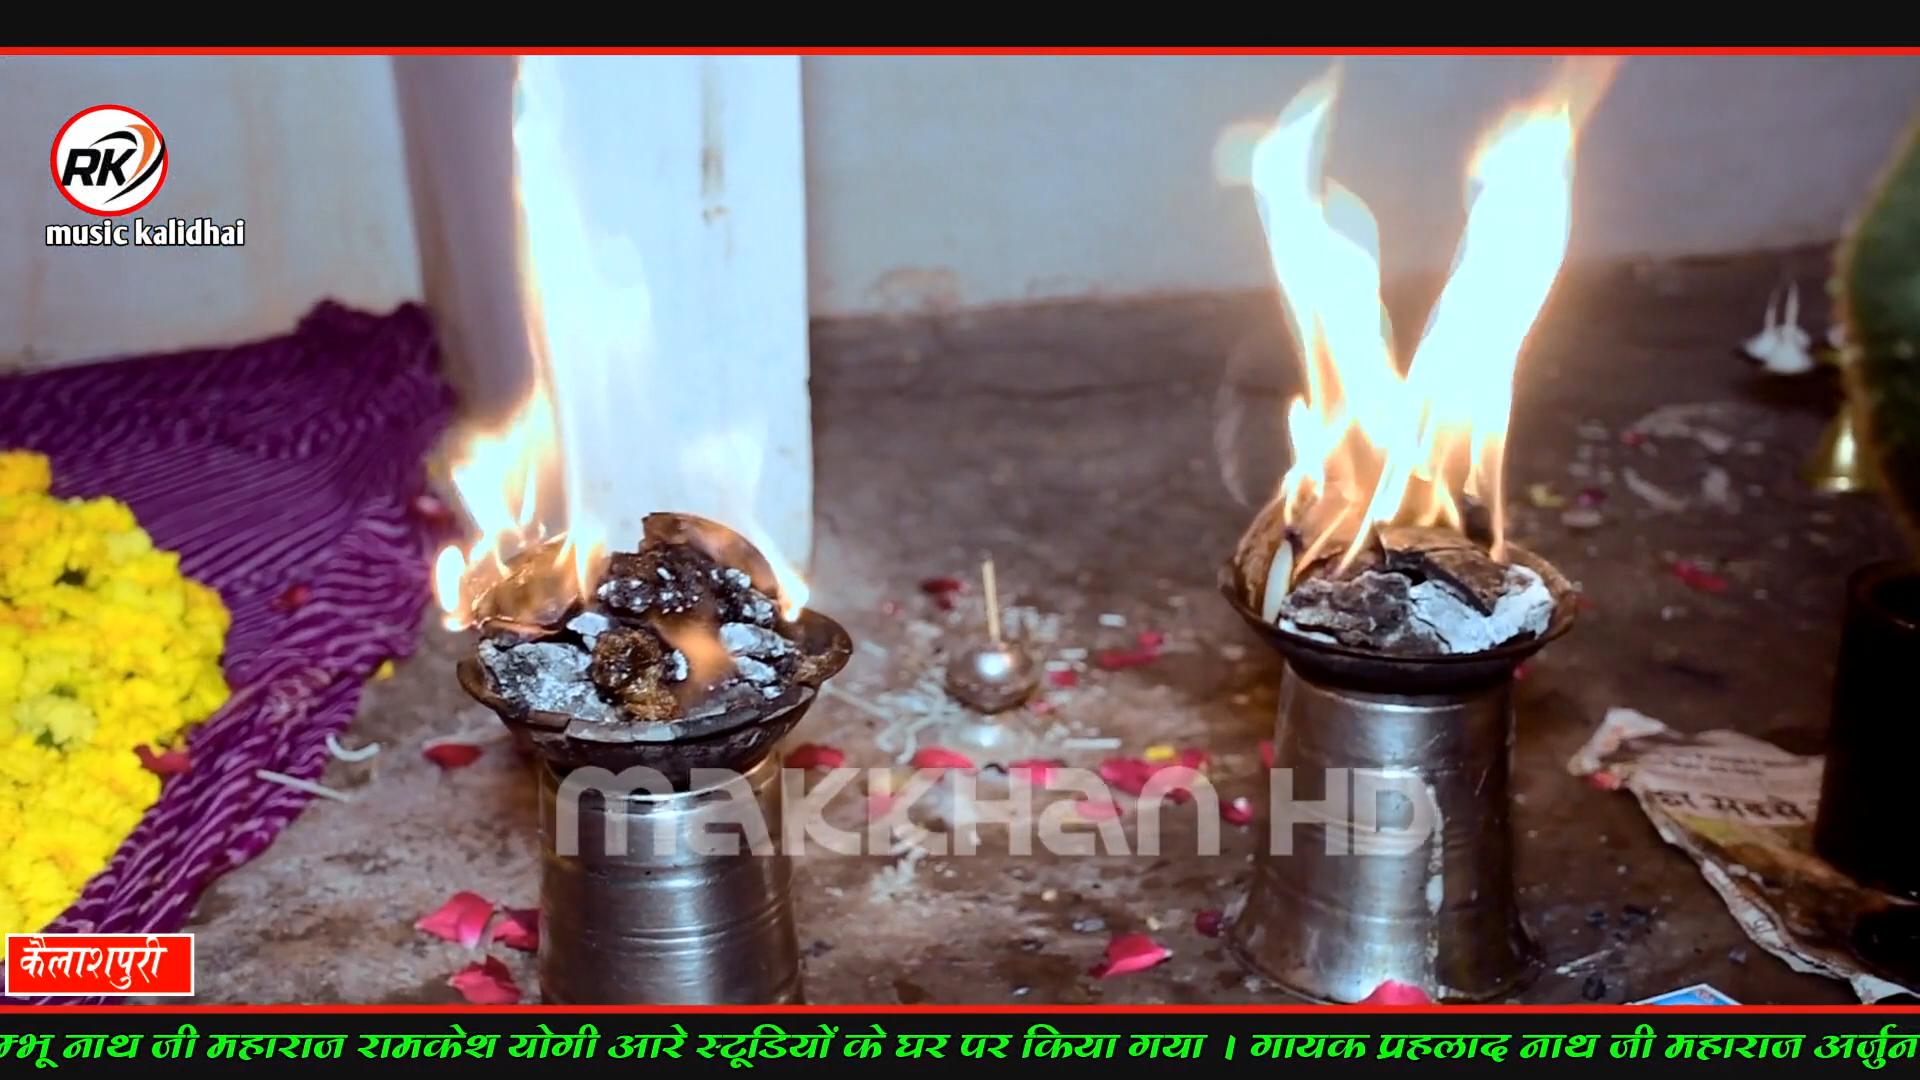 RK
music kalidhai
MAKKHAN HD
कैलाशपुरी
म्भू नाथ जी महाराज रामकेश योगी आरे स्टूडियों के घर पर किया गया । गायक प्रहलाद नाथ जी महाराज अर्जुन